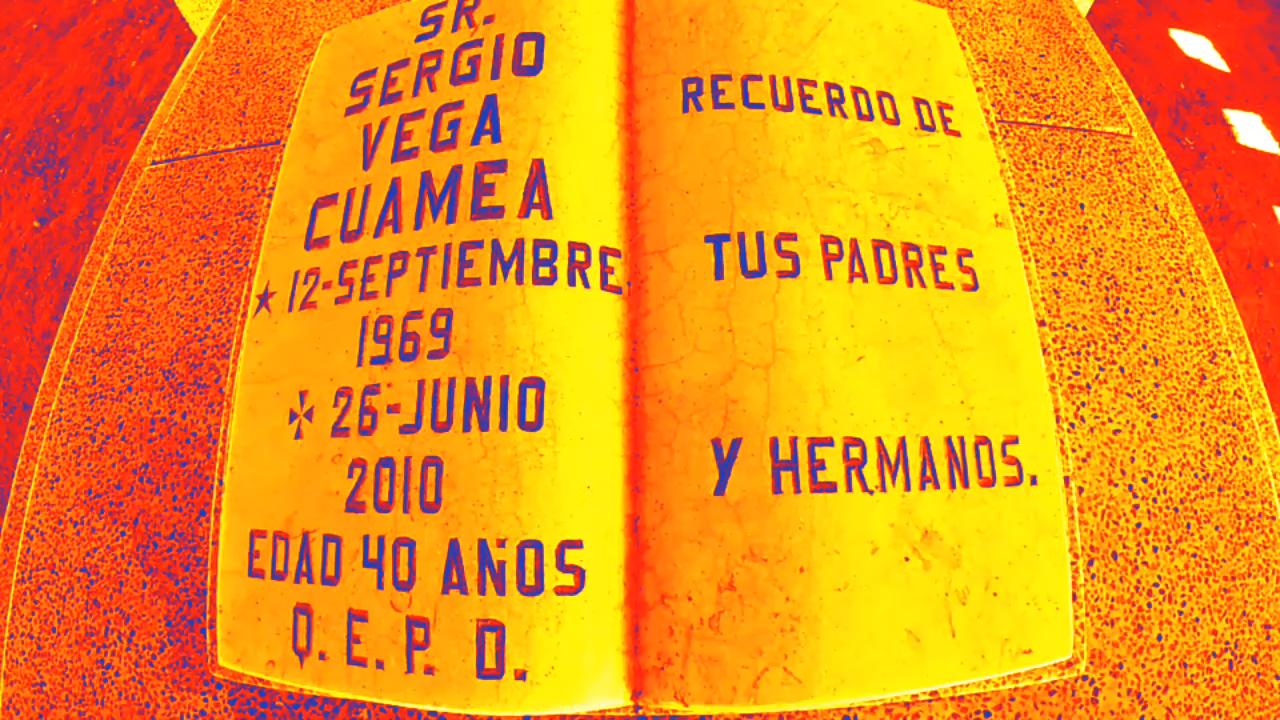 SR.
SERGIO
VEGA
CUAMEA
★ 12-SEPTIEMBRE.
1969
✠ 26-JUNIO
2010
EDAD 40 AÑOS
Q. E. P. D.
RECUERDO DE
TUS PADRES
Y HERMANOS.